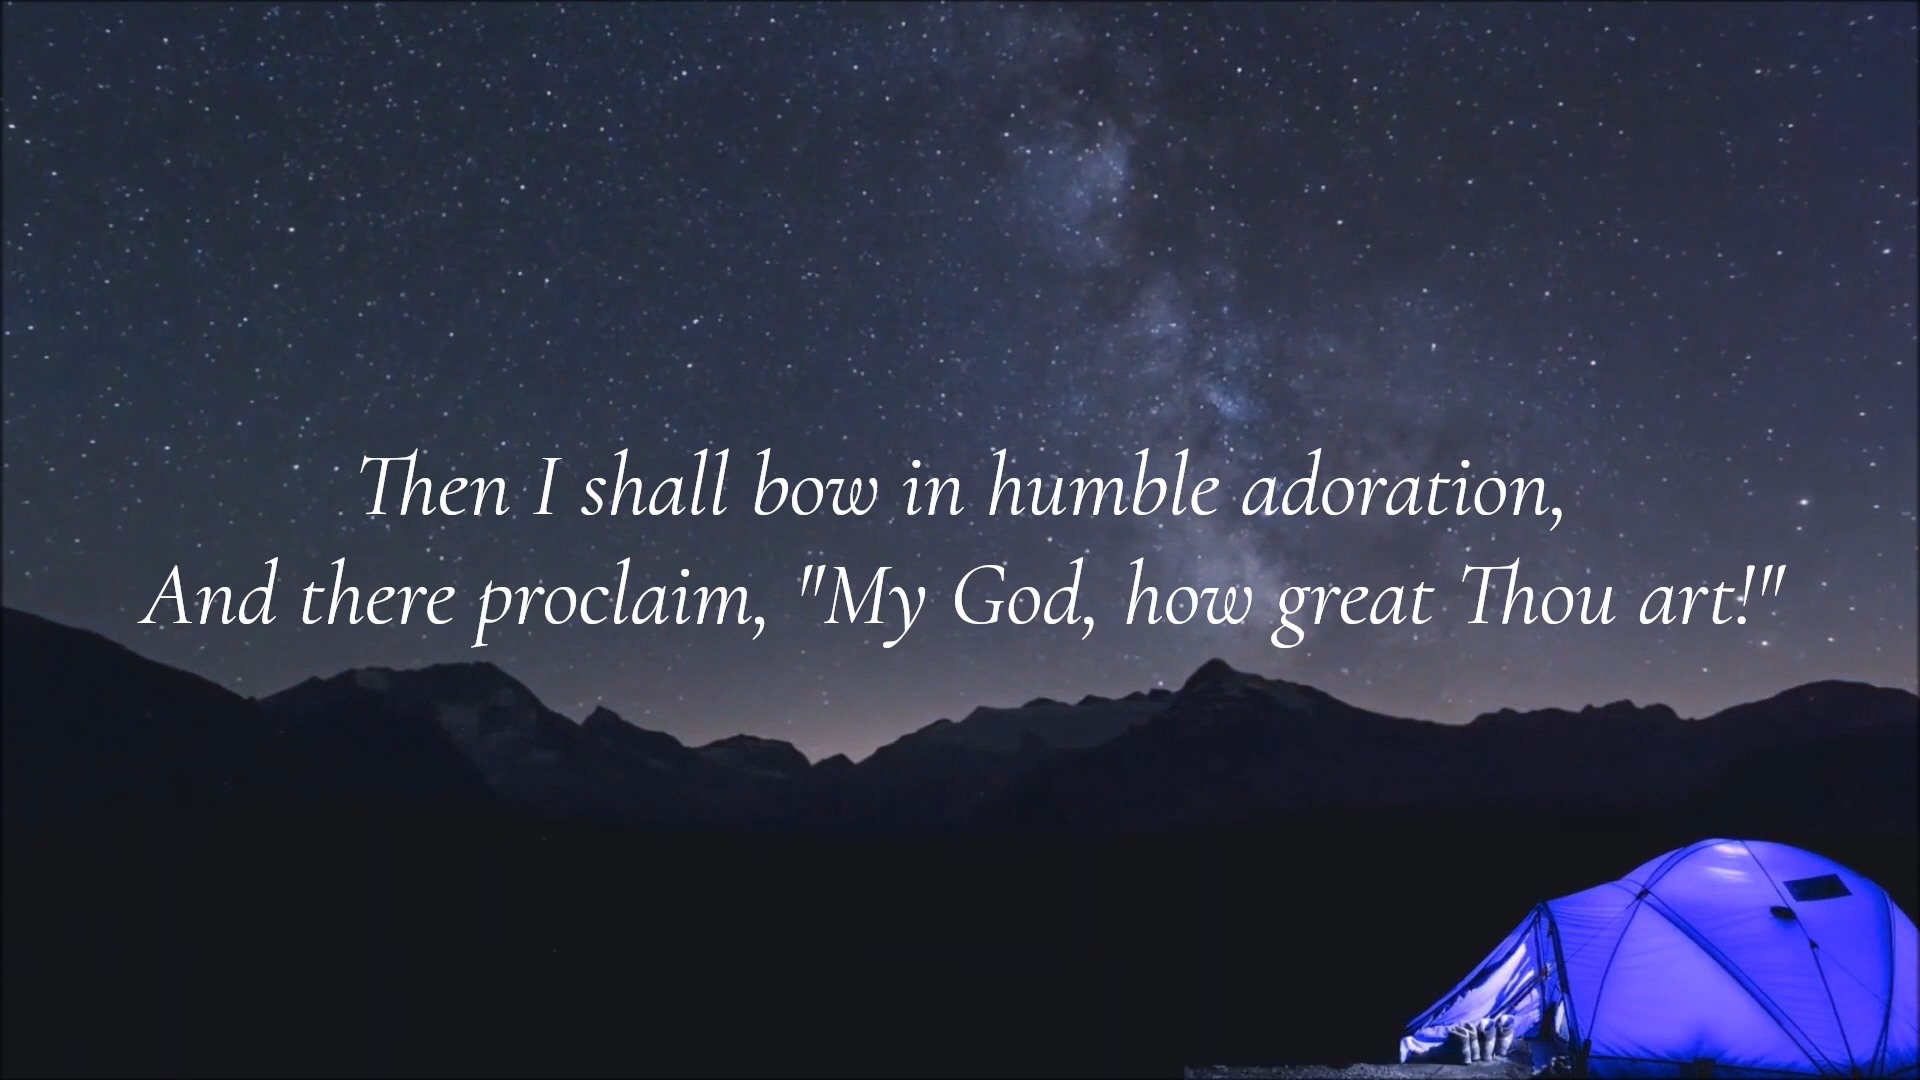 Then I shall bow in humble adoration,
And there proclaim, "My God, how great Thou art!"